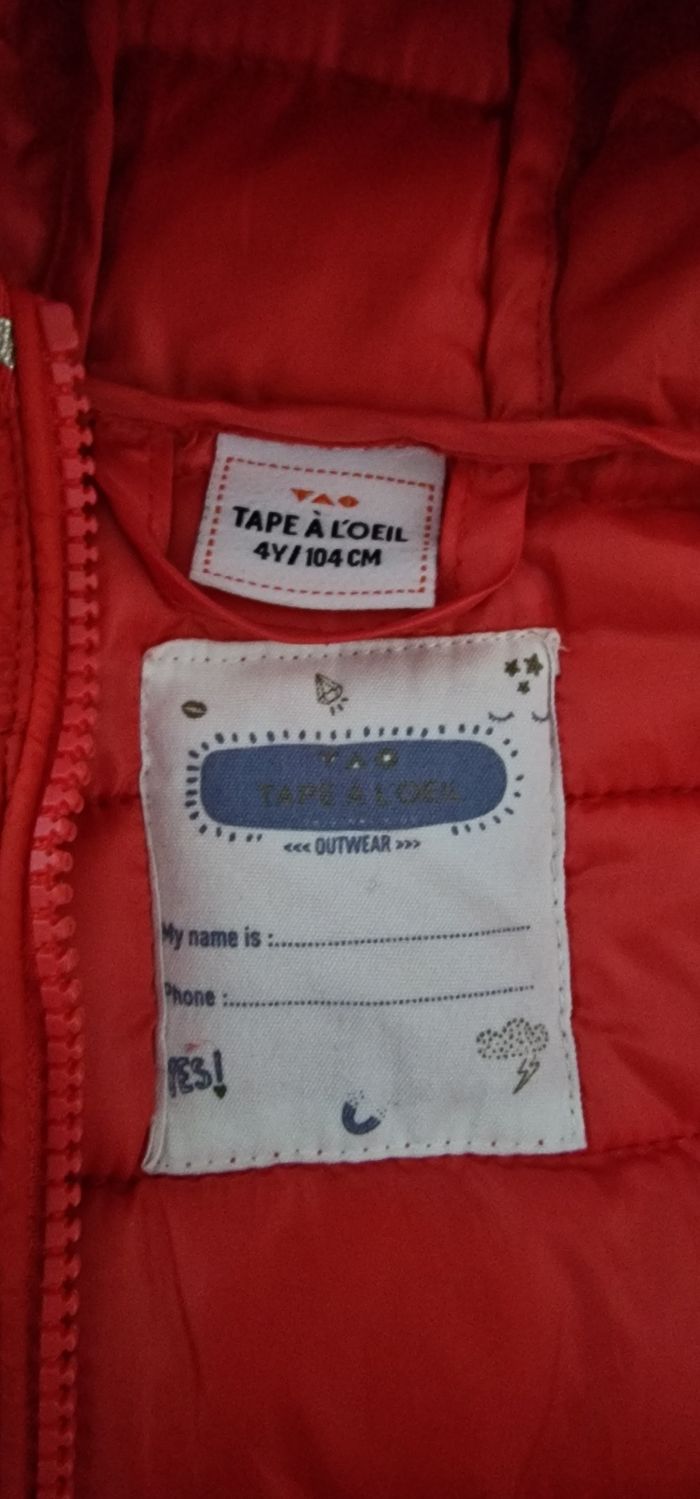 TAO
TAPE À L'OEIL
4Y/104 CM
TAO
TAPE À L'OEIL
<<< OUTWEAR >>>
My name is :
Phone :
YES!